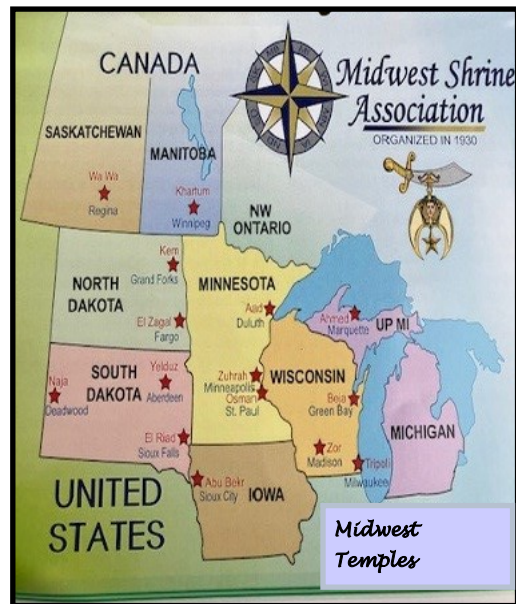 CANADA
Midwest Shrine
Association
ORGANIZED IN 1930
SASKATCHEWAN
MANITOBA
Wa Wa
Regina
Khartum
Winnipeg
NW
ONTARIO
Kem
Grand Forks
NORTH
DAKOTA
MINNESOTA
El Zagal
Fargo
Aad
Duluth
Ahmed
Marquette
UP MI
SOUTH
DAKOTA
Yelduz
Aberdeen
Naja
Deadwood
Zuhrah
Minneapolis
Osman
St. Paul
WISCONSIN
Beja
Green Bay
MICHIGAN
El Riad
Sioux Falls
Zor
Madison
Tripoli
Milwaukee
Abu Bekr
Sioux City
IOWA
UNITED
STATES
Midwest
Temples